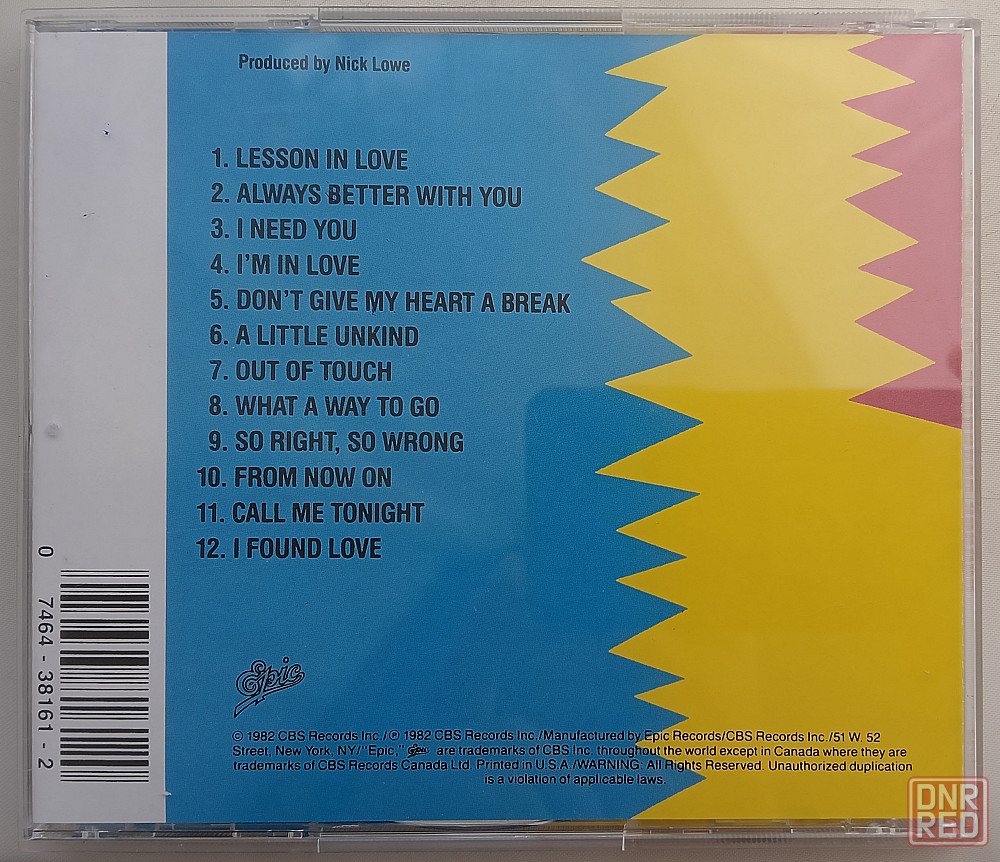 Produced by Nick Lowe
1. LESSON IN LOVE
2. ALWAYS BETTER WITH YOU
3. I NEED YOU
4. I'M IN LOVE
5. DON'T GIVE MY HEART A BREAK
6. A LITTLE UNKIND
7. OUT OF TOUCH
8. WHAT A WAY TO GO
9. SO RIGHT, SO WRONG
10. FROM NOW ON
11. CALL ME TONIGHT
12. I FOUND LOVE
0 7464-38161-2
Epic
© 1982 CBS Records Inc./℗ 1982 CBS Records Inc./Manufactured by Epic Records/CBS Records Inc./51 W. 52
Street, New York, NY/"Epic," Epic are trademarks of CBS Inc. throughout the world except in Canada where they are
trademarks of CBS Records Canada Ltd. Printed in U.S.A./WARNING: All Rights Reserved. Unauthorized duplication
is a violation of applicable laws.
DNR
RED